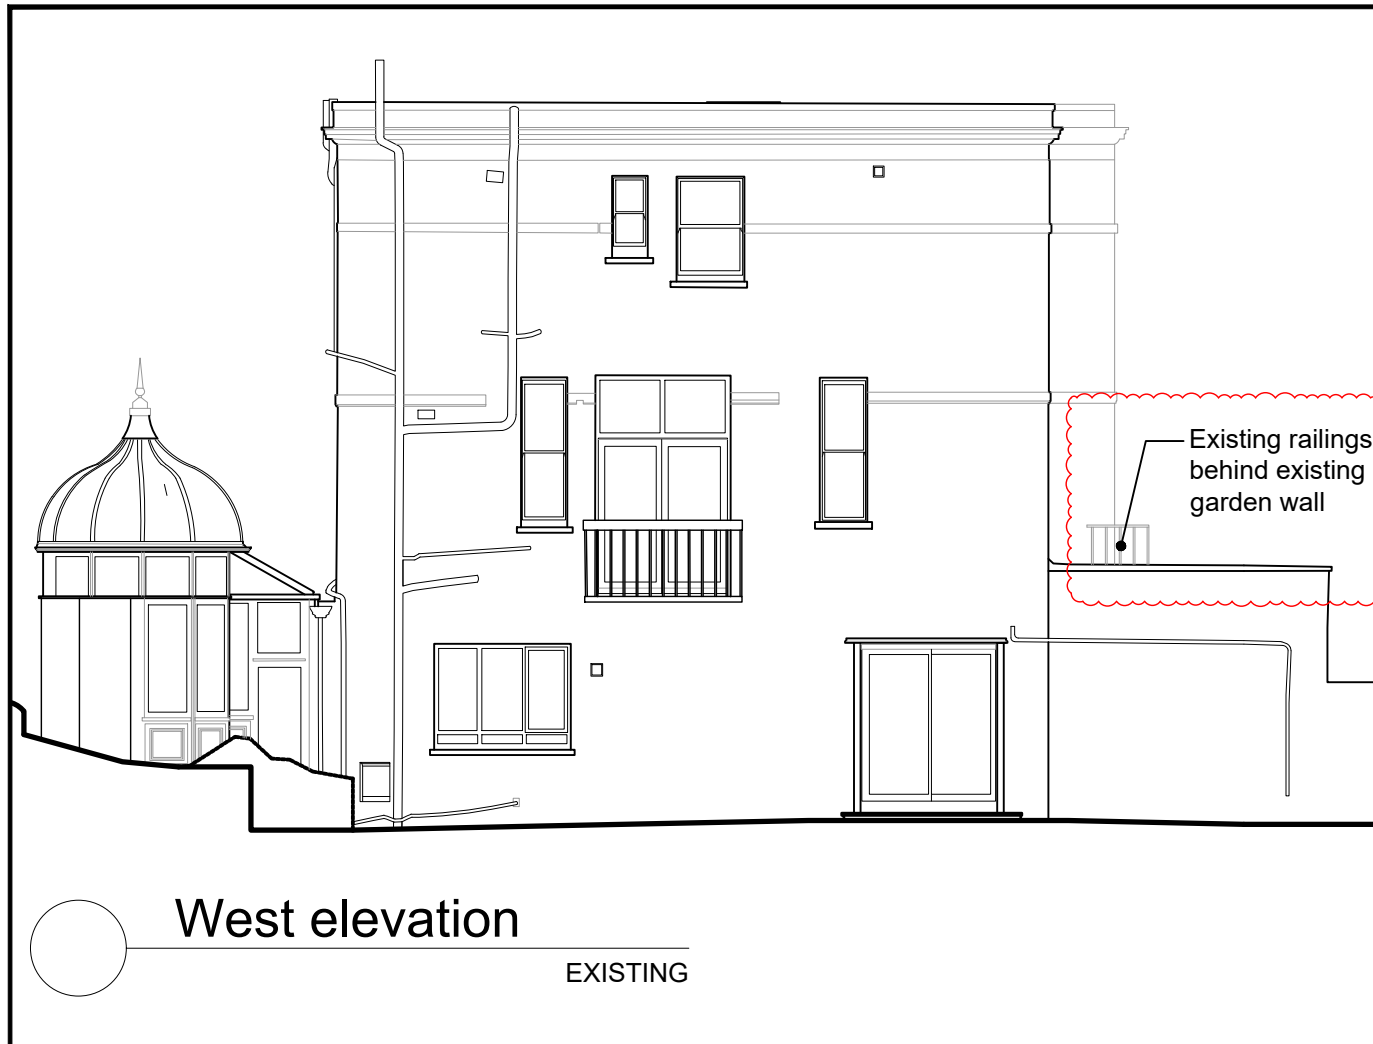 Existing railings
behind existing
garden wall
West elevation
EXISTING